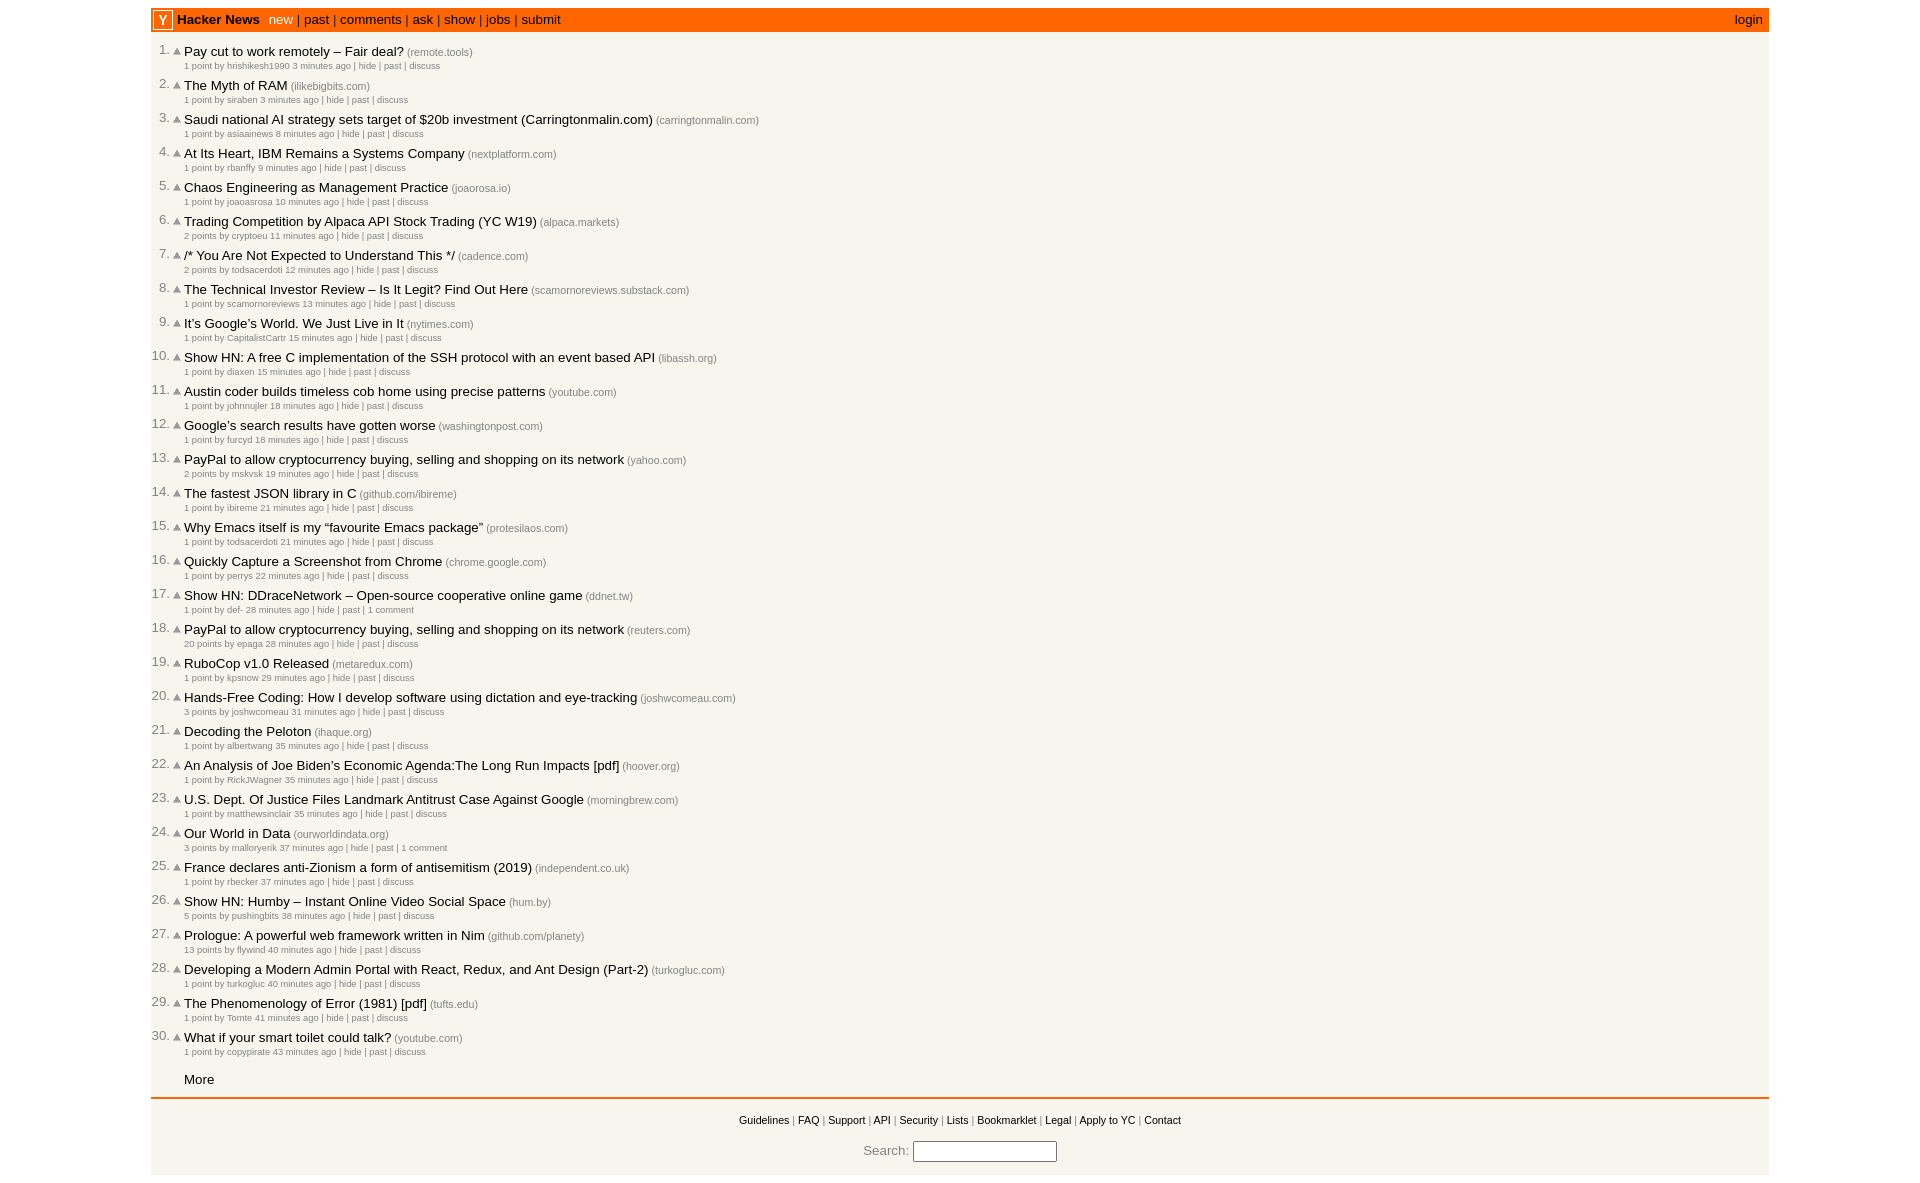 Y Hacker News new | past | comments | ask | show | jobs | submit login
1. Pay cut to work remotely – Fair deal? (remote.tools)
1 point by hrishikesh1990 3 minutes ago | hide | past | discuss
2. The Myth of RAM (ilikebigbits.com)
1 point by siraben 3 minutes ago | hide | past | discuss
3. Saudi national AI strategy sets target of $20b investment (Carringtonmalin.com) (carringtonmalin.com)
1 point by asiaainews 8 minutes ago | hide | past | discuss
4. At Its Heart, IBM Remains a Systems Company (nextplatform.com)
1 point by rbanffy 9 minutes ago | hide | past | discuss
5. Chaos Engineering as Management Practice (joaorosa.io)
1 point by joaoasrosa 10 minutes ago | hide | past | discuss
6. Trading Competition by Alpaca API Stock Trading (YC W19) (alpaca.markets)
2 points by cryptoeu 11 minutes ago | hide | past | discuss
7. /* You Are Not Expected to Understand This */ (cadence.com)
2 points by todsacerdoti 12 minutes ago | hide | past | discuss
8. The Technical Investor Review – Is It Legit? Find Out Here (scamornoreviews.substack.com)
1 point by scamornoreviews 13 minutes ago | hide | past | discuss
9. It’s Google’s World. We Just Live in It (nytimes.com)
1 point by CapitalistCartr 15 minutes ago | hide | past | discuss
10. Show HN: A free C implementation of the SSH protocol with an event based API (libassh.org)
1 point by diaxen 15 minutes ago | hide | past | discuss
11. Austin coder builds timeless cob home using precise patterns (youtube.com)
1 point by johnnujler 18 minutes ago | hide | past | discuss
12. Google’s search results have gotten worse (washingtonpost.com)
1 point by furcyd 18 minutes ago | hide | past | discuss
13. PayPal to allow cryptocurrency buying, selling and shopping on its network (yahoo.com)
2 points by mskvsk 19 minutes ago | hide | past | discuss
14. The fastest JSON library in C (github.com/ibireme)
1 point by ibireme 21 minutes ago | hide | past | discuss
15. Why Emacs itself is my “favourite Emacs package” (protesilaos.com)
1 point by todsacerdoti 21 minutes ago | hide | past | discuss
16. Quickly Capture a Screenshot from Chrome (chrome.google.com)
1 point by perrys 22 minutes ago | hide | past | discuss
17. Show HN: DDraceNetwork – Open-source cooperative online game (ddnet.tw)
1 point by def- 28 minutes ago | hide | past | 1 comment
18. PayPal to allow cryptocurrency buying, selling and shopping on its network (reuters.com)
20 points by epaga 28 minutes ago | hide | past | discuss
19. RuboCop v1.0 Released (metaredux.com)
1 point by kpsnow 29 minutes ago | hide | past | discuss
20. Hands-Free Coding: How I develop software using dictation and eye-tracking (joshwcomeau.com)
3 points by joshwcomeau 31 minutes ago | hide | past | discuss
21. Decoding the Peloton (ihaque.org)
1 point by albertwang 35 minutes ago | hide | past | discuss
22. An Analysis of Joe Biden’s Economic Agenda:The Long Run Impacts [pdf] (hoover.org)
1 point by RickJWagner 35 minutes ago | hide | past | discuss
23. U.S. Dept. Of Justice Files Landmark Antitrust Case Against Google (morningbrew.com)
1 point by matthewsinclair 35 minutes ago | hide | past | discuss
24. Our World in Data (ourworldindata.org)
3 points by malloryerik 37 minutes ago | hide | past | 1 comment
25. France declares anti-Zionism a form of antisemitism (2019) (independent.co.uk)
1 point by rbecker 37 minutes ago | hide | past | discuss
26. Show HN: Humby – Instant Online Video Social Space (hum.by)
5 points by pushingbits 38 minutes ago | hide | past | discuss
27. Prologue: A powerful web framework written in Nim (github.com/planety)
13 points by flywind 40 minutes ago | hide | past | discuss
28. Developing a Modern Admin Portal with React, Redux, and Ant Design (Part-2) (turkogluc.com)
1 point by turkogluc 40 minutes ago | hide | past | discuss
29. The Phenomenology of Error (1981) [pdf] (tufts.edu)
1 point by Tomte 41 minutes ago | hide | past | discuss
30. What if your smart toilet could talk? (youtube.com)
1 point by copypirate 43 minutes ago | hide | past | discuss
More
Guidelines | FAQ | Support | API | Security | Lists | Bookmarklet | Legal | Apply to YC | Contact
Search: